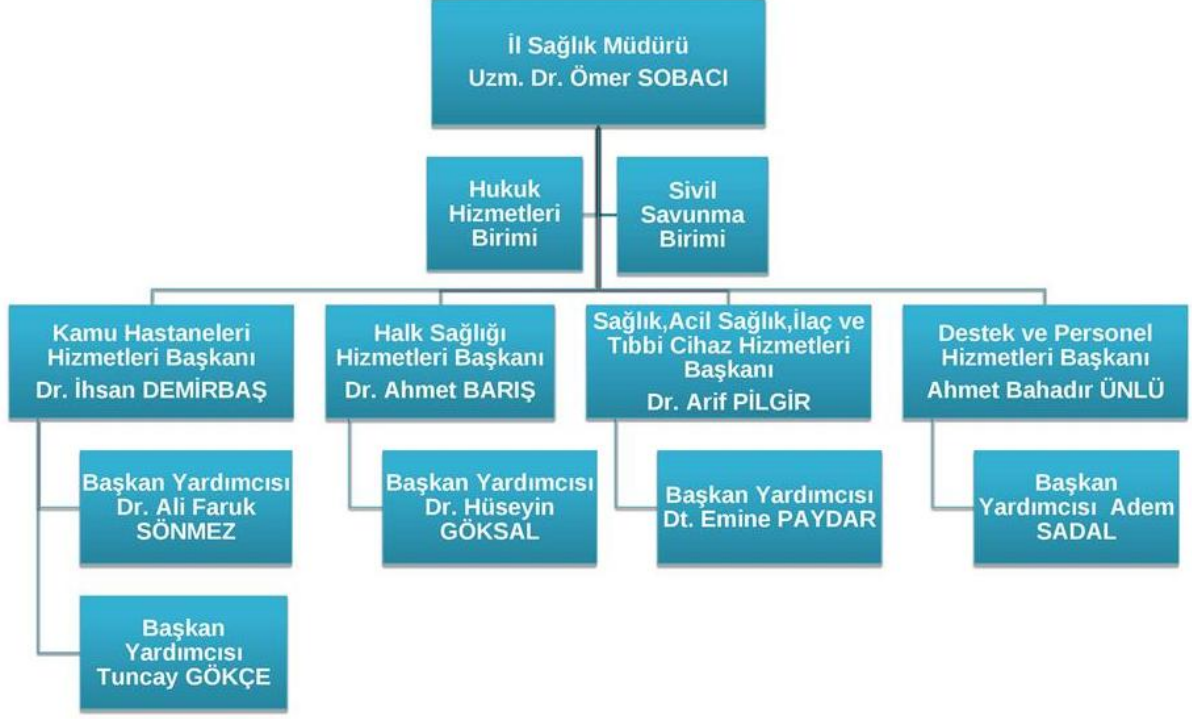 İl Sağlık Müdürü
Uzm. Dr. Ömer SOBACI
Hukuk
Hizmetleri
Birimi
Sivil
Savunma
Birimi
Kamu Hastaneleri
Hizmetleri Başkanı
Dr. İhsan DEMİRBAŞ
Halk Sağlığı
Hizmetleri Başkanı
Dr. Ahmet BARIŞ
Sağlık,Acil Sağlık,İlaç ve
Tıbbi Cihaz Hizmetleri
Başkanı
Dr. Arif PİLGİR
Destek ve Personel
Hizmetleri Başkanı
Ahmet Bahadır ÜNLÜ
Başkan Yardımcısı
Dr. Ali Faruk
SÖNMEZ
Başkan Yardımcısı
Dr. Hüseyin
GÖKSAL
Başkan Yardımcısı
Dt. Emine PAYDAR
Başkan
Yardımcısı Adem
SADAL
Başkan
Yardımcısı
Tuncay GÖKÇE